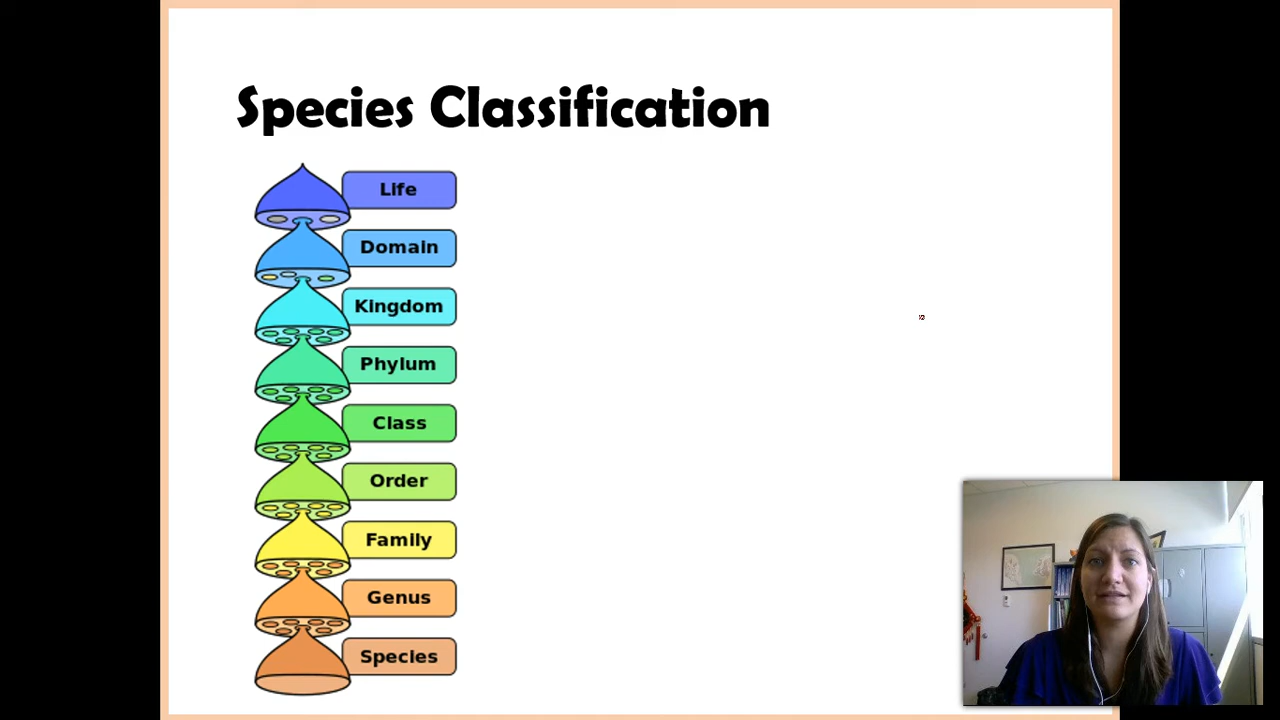 Species Classification
Life
Domain
Kingdom
Phylum
Class
Order
Family
Genus
Species